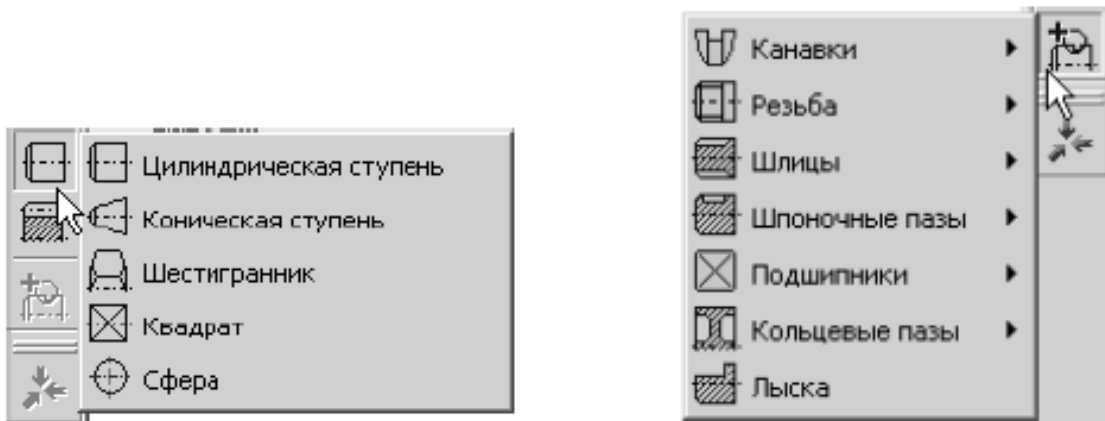 Цилиндрическая ступень
Коническая ступень
Шестигранник
Квадрат
Сфера
Канавки
Резьба
Шлицы
Шпоночные пазы
Подшипники
Кольцевые пазы
Лыска